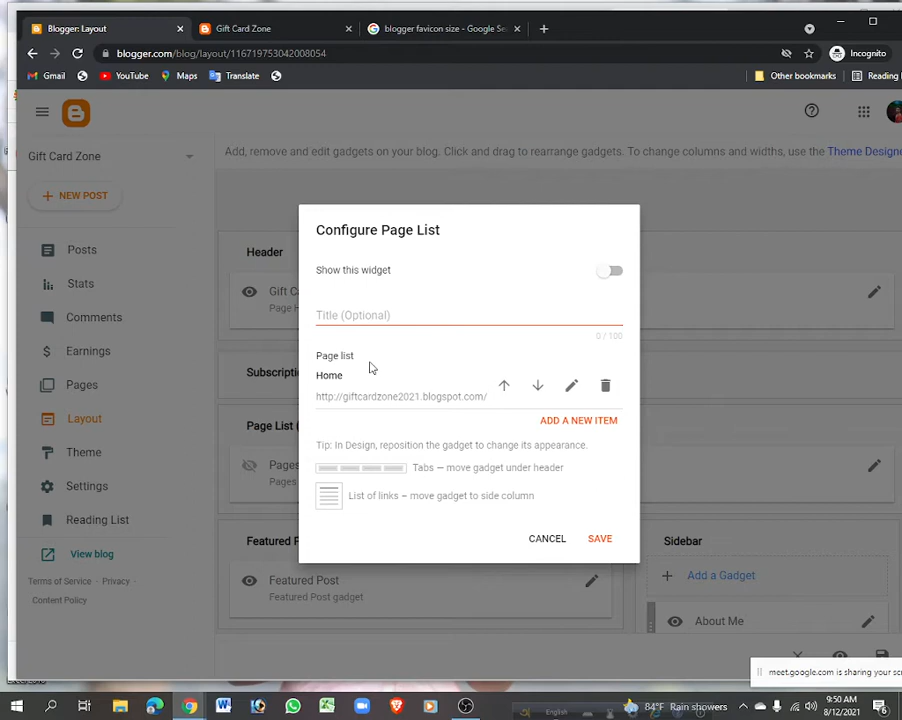 Blogger: Layout
Gift Card Zone
blogger favicon size - Google Se
blogger.com/blog/layout/116719753042008054
Incognito
Gmail
YouTube
Maps
Translate
Other bookmarks
Reading
Gift Card Zone
Add, remove and edit gadgets on your blog. Click and drag to rearrange gadgets. To change columns and widths, use the Theme Designe
NEW POST
Posts
Stats
Comments
Earnings
Pages
Layout
Theme
Settings
Reading List
View blog
Terms of Service · Privacy ·
Content Policy
Header
Gift C
Page H
Subscripti
Page List (
Pages
Pages
Featured P
Featured Post
Featured Post gadget
Sidebar
Add a Gadget
About Me
Configure Page List
Show this widget
Title (Optional)
0 / 100
Page list
Home
http://giftcardzone2021.blogspot.com/
ADD A NEW ITEM
Tip: In Design, reposition the gadget to change its appearance.
Tabs — move gadget under header
List of links – move gadget to side column
CANCEL
SAVE
meet.google.com is sharing your scr
English
84°F Rain showers
9:50 AM
8/12/2021